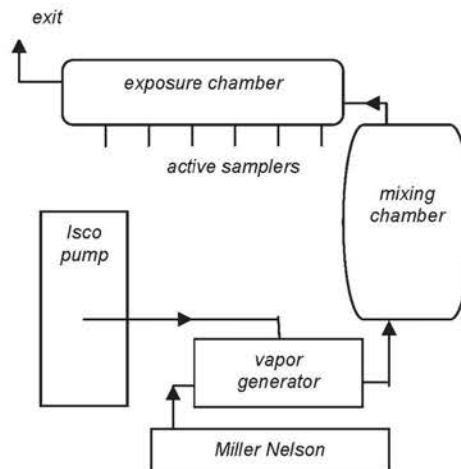 exit
exposure chamber
active samplers
mixing
chamber
Isco
pump
vapor
generator
Miller Nelson